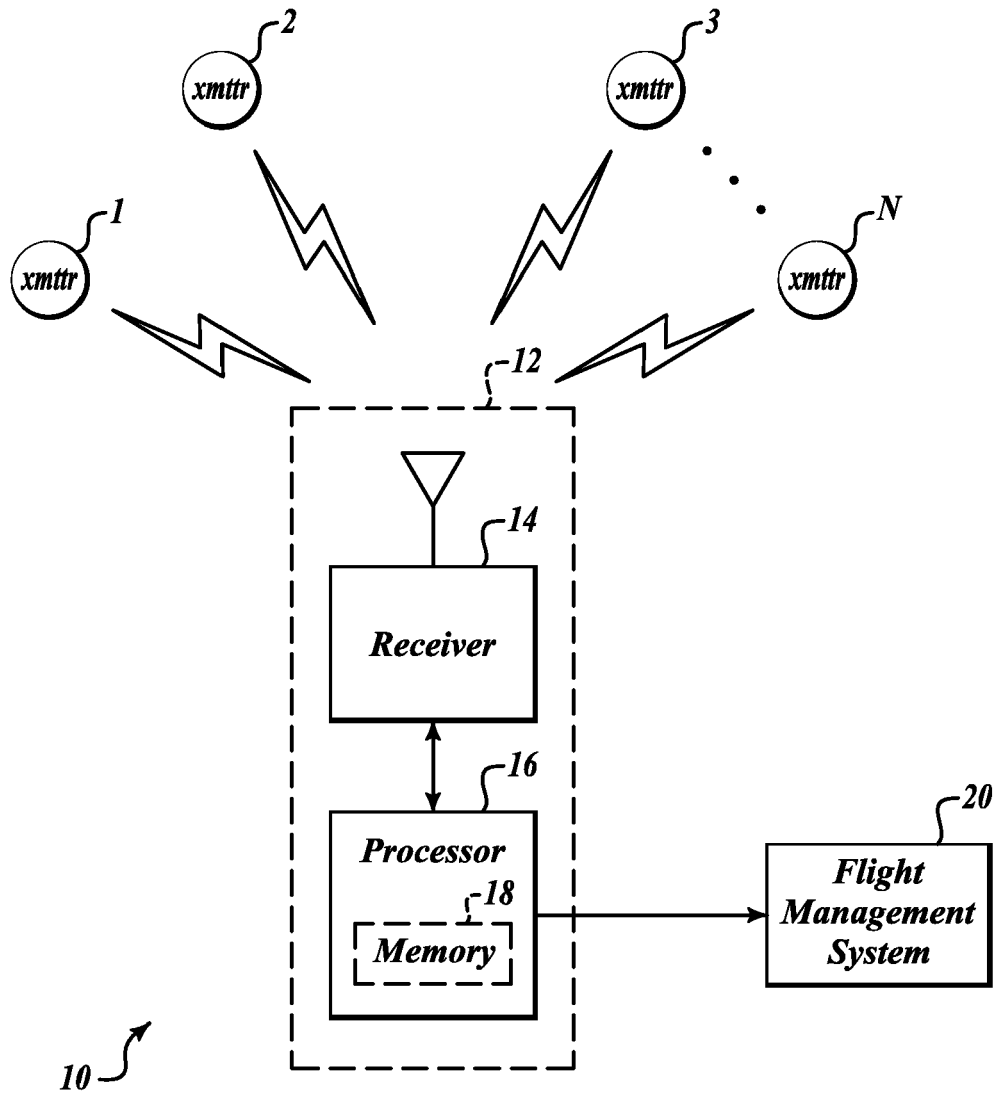 2
3
xmttr
xmttr
1
N
xmttr
xmttr
12
14
Receiver
16
Processor
18
Memory
20
Flight
Management
System
10